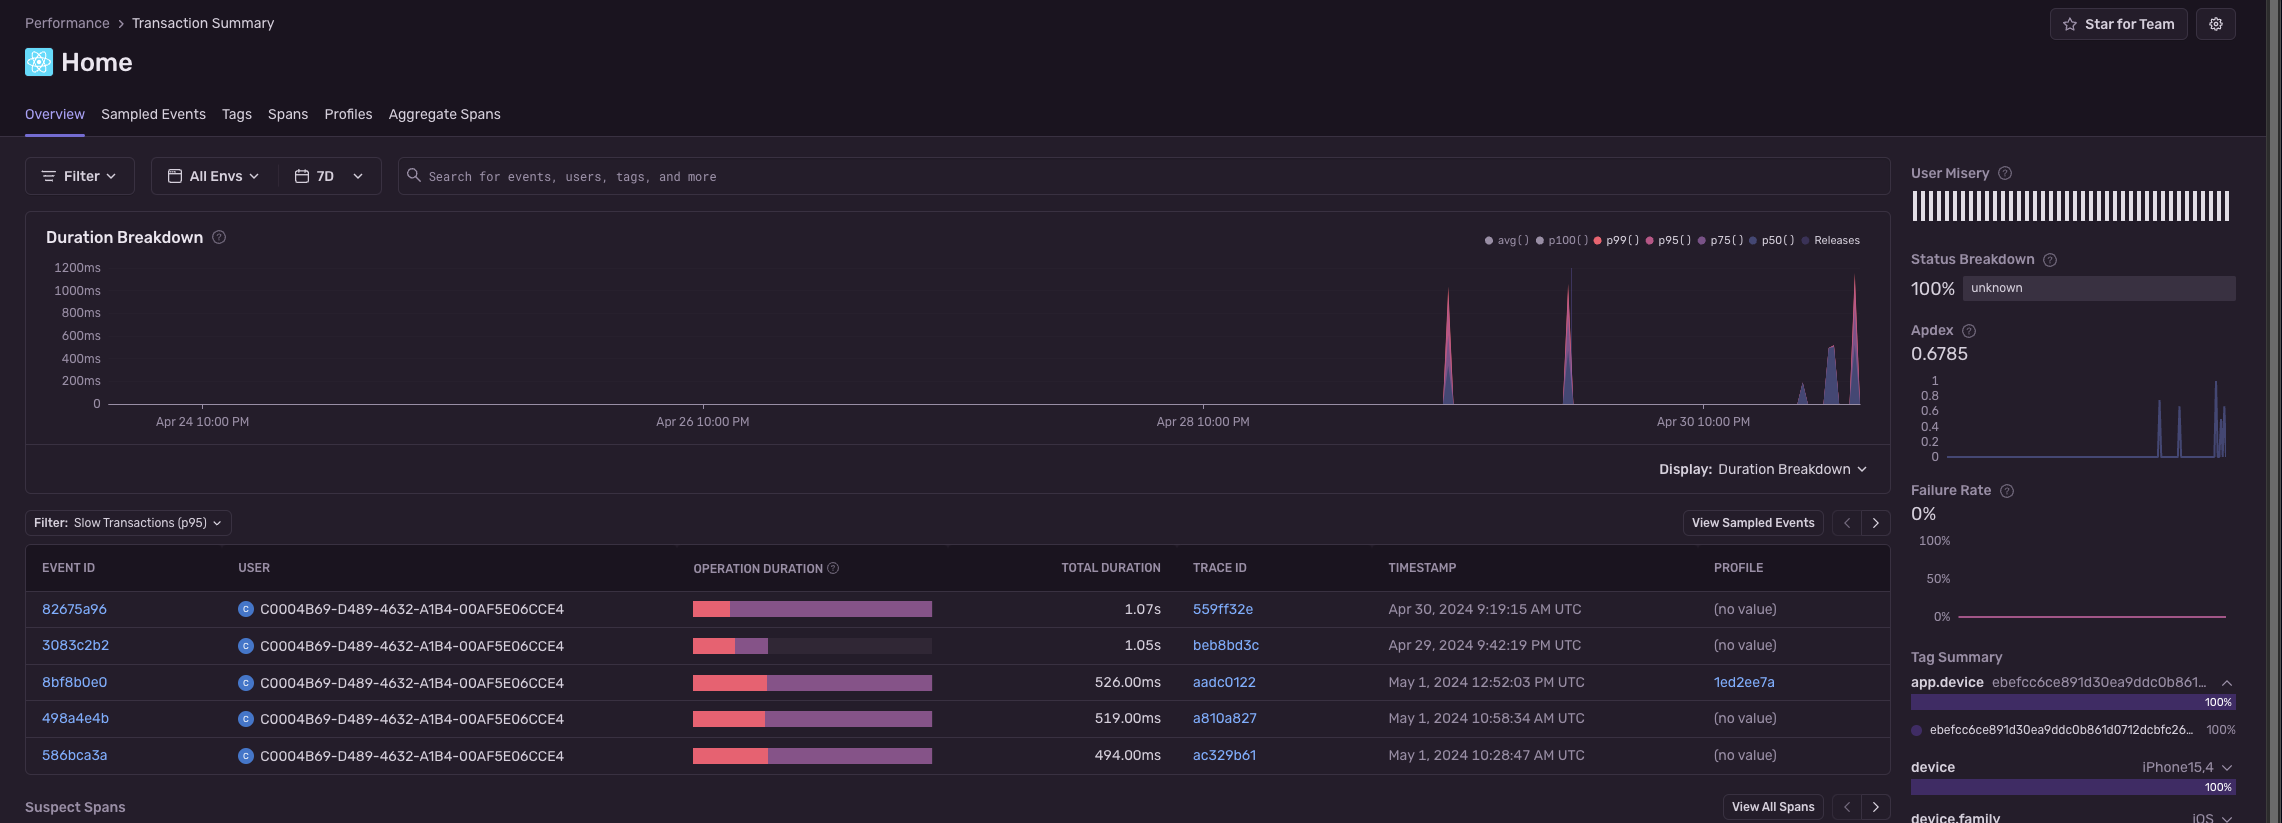 Performance > Transaction Summary
Star for Team
Home
Overview Sampled Events Tags Spans Profiles Aggregate Spans
Filter All Envs 7D Search for events, users, tags, and more
Duration Breakdown
avg() p100() p99() p95() p75() p50() Releases
1200ms
1000ms
800ms
600ms
400ms
200ms
0
Apr 24 10:00 PM Apr 26 10:00 PM Apr 28 10:00 PM Apr 30 10:00 PM
Display: Duration Breakdown
Filter: Slow Transactions (p95)
View Sampled Events
EVENT ID USER OPERATION DURATION TOTAL DURATION TRACE ID TIMESTAMP PROFILE
82675a96 C C0004B69-D489-4632-A1B4-00AF5E06CCE4 1.07s 559ff32e Apr 30, 2024 9:19:15 AM UTC (no value)
3083c2b2 C C0004B69-D489-4632-A1B4-00AF5E06CCE4 1.05s beb8bd3c Apr 29, 2024 9:42:19 PM UTC (no value)
8bf8b0e0 C C0004B69-D489-4632-A1B4-00AF5E06CCE4 526.00ms aadc0122 May 1, 2024 12:52:03 PM UTC 1ed2ee7a
498a4e4b C C0004B69-D489-4632-A1B4-00AF5E06CCE4 519.00ms a810a827 May 1, 2024 10:58:34 AM UTC (no value)
586bca3a C C0004B69-D489-4632-A1B4-00AF5E06CCE4 494.00ms ac329b61 May 1, 2024 10:28:47 AM UTC (no value)
Suspect Spans
View All Spans
User Misery
Status Breakdown
100% unknown
Apdex
0.6785
1
0.8
0.6
0.4
0.2
0
Failure Rate
0%
100%
50%
0%
Tag Summary
app.device ebefcc6ce891d30ea9ddc0b861...
100%
ebefcc6ce891d30ea9ddc0b861d0712dcbfc26... 100%
device iPhone15,4
100%
device.family iOS